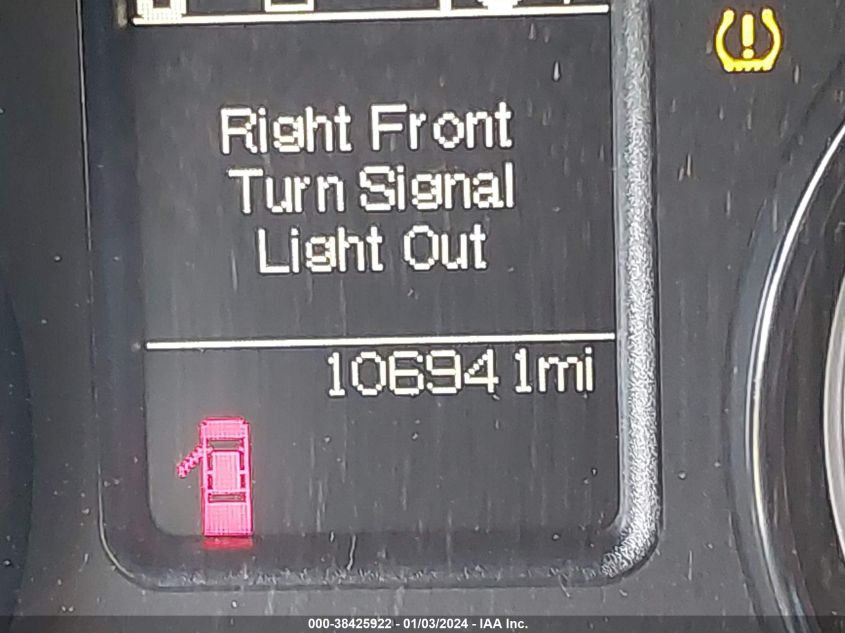 Right Front
Turn Signal
Light Out
106941mi
000-38425922 - 01/03/2024 - IAA, Inc.